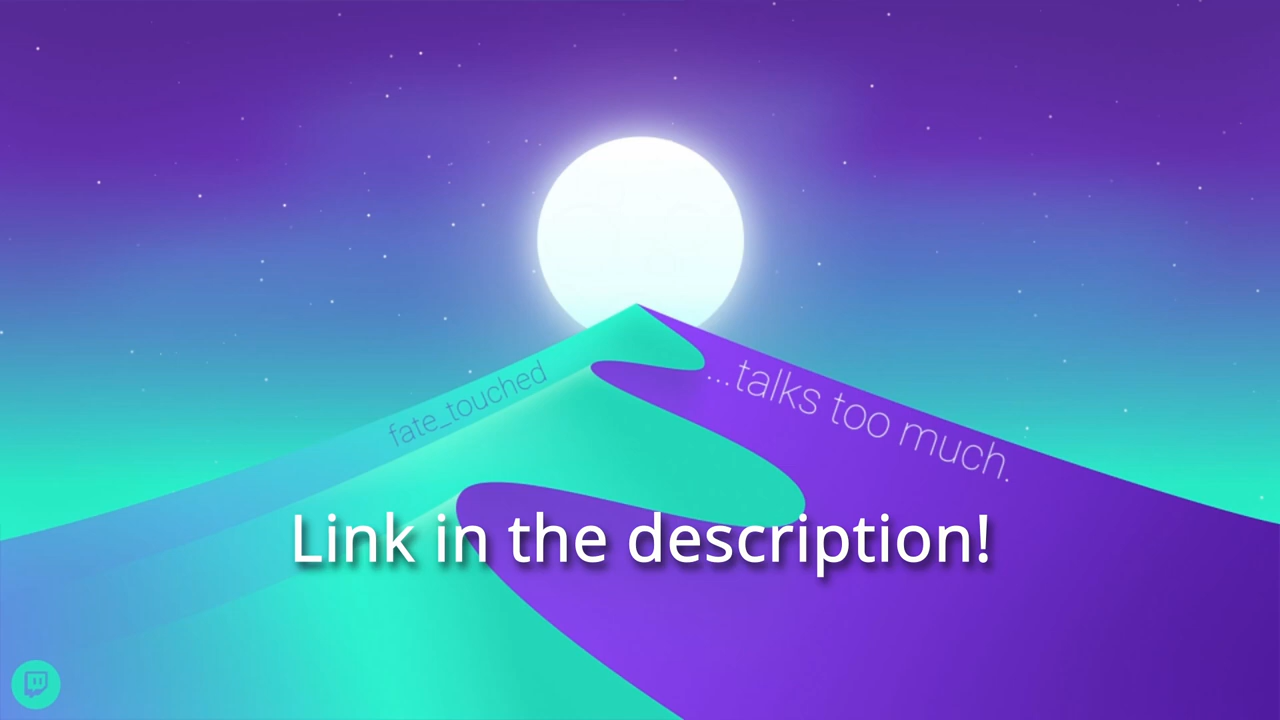 fate_touched
...talks too much.
Link in the description!